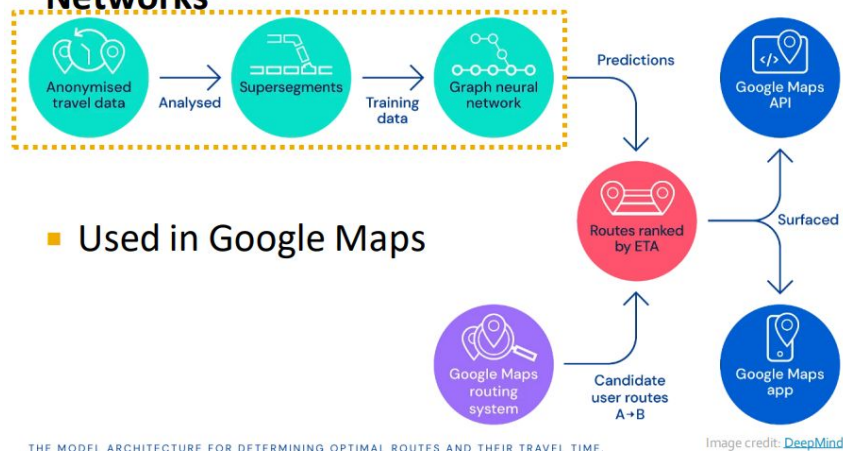 Networks
Anonymised
travel data
Analysed
Supersegments
Training
data
Graph neural
network
Predictions
Google Maps
API
</>
Routes ranked
by ETA
Surfaced
Used in Google Maps
Google Maps
routing
system
Candidate
user routes
A→B
Google Maps
app
THE MODEL ARCHITECTURE FOR DETERMINING OPTIMAL ROUTES AND THEIR TRAVEL TIME.
Image credit: DeepMind